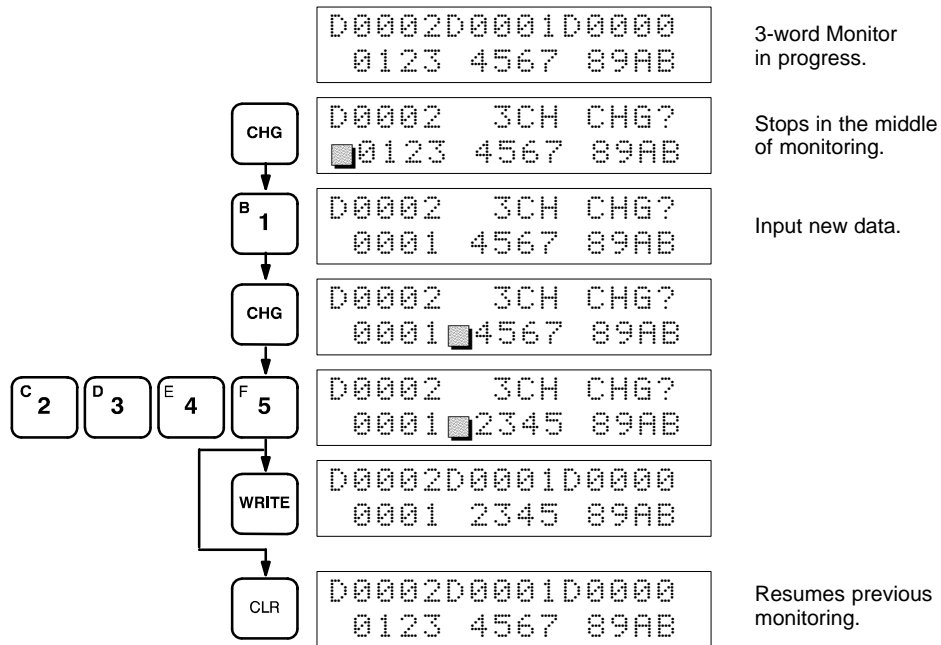 D0002D0001D0000
0123 4567 89AB
3-word Monitor
in progress.
CHG
D0002 3CH CHG?
0123 4567 89AB
Stops in the middle
of monitoring.
B 1
D0002 3CH CHG?
0001 4567 89AB
Input new data.
CHG
D0002 3CH CHG?
0001 4567 89AB
C 2 D 3 E 4 F 5
D0002 3CH CHG?
0001 2345 89AB
WRITE
D0002D0001D0000
0001 2345 89AB
CLR
D0002D0001D0000
0123 4567 89AB
Resumes previous
monitoring.